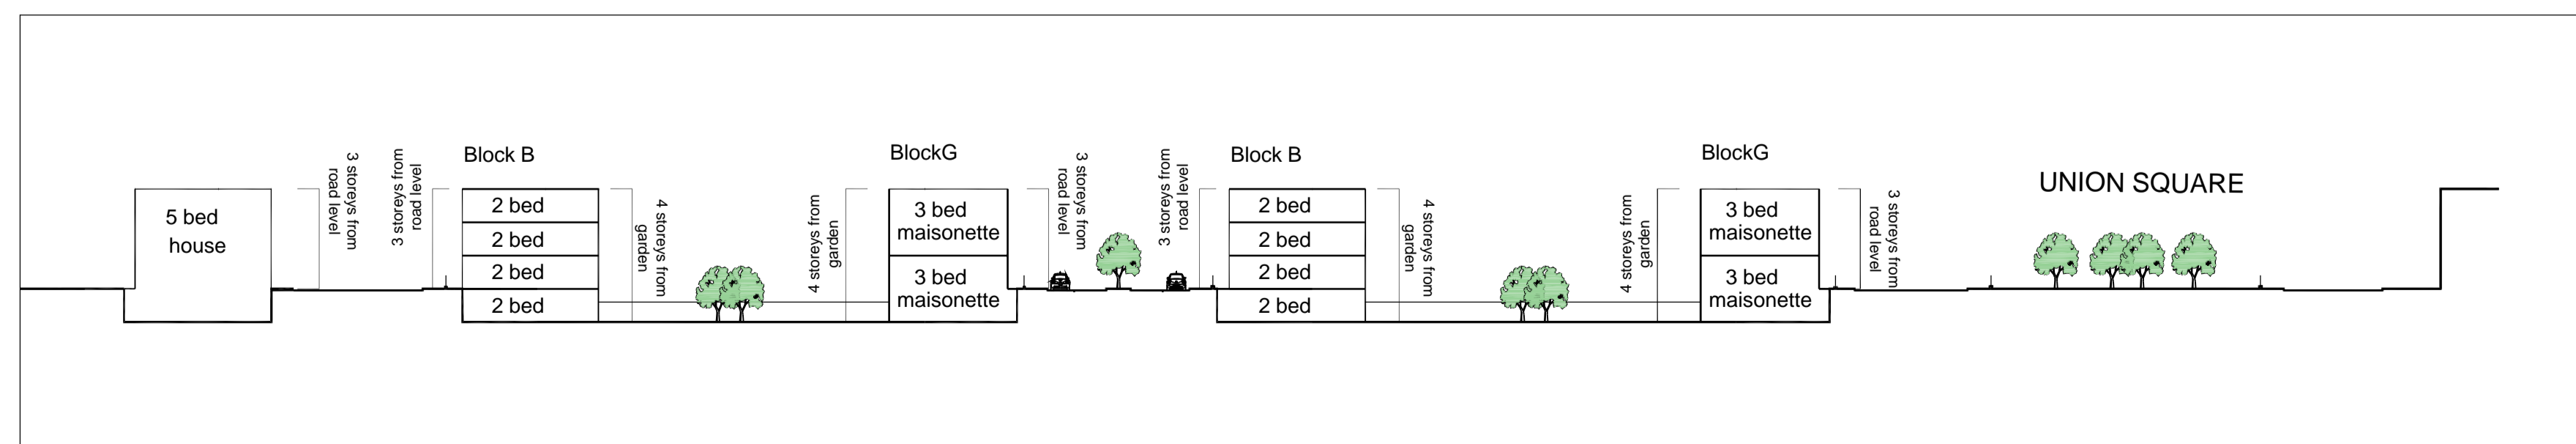 5 bed
house
3 storeys from
road level
3 storeys from
road level
Block B
2 bed
2 bed
2 bed
2 bed
4 storeys from
garden
4 storeys from
garden
BlockG
3 bed
maisonette
3 bed
maisonette
3 storeys from
road level
3 storeys from
road level
Block B
2 bed
2 bed
2 bed
2 bed
4 storeys from
garden
4 storeys from
garden
BlockG
3 bed
maisonette
3 bed
maisonette
3 storeys from
road level
UNION SQUARE